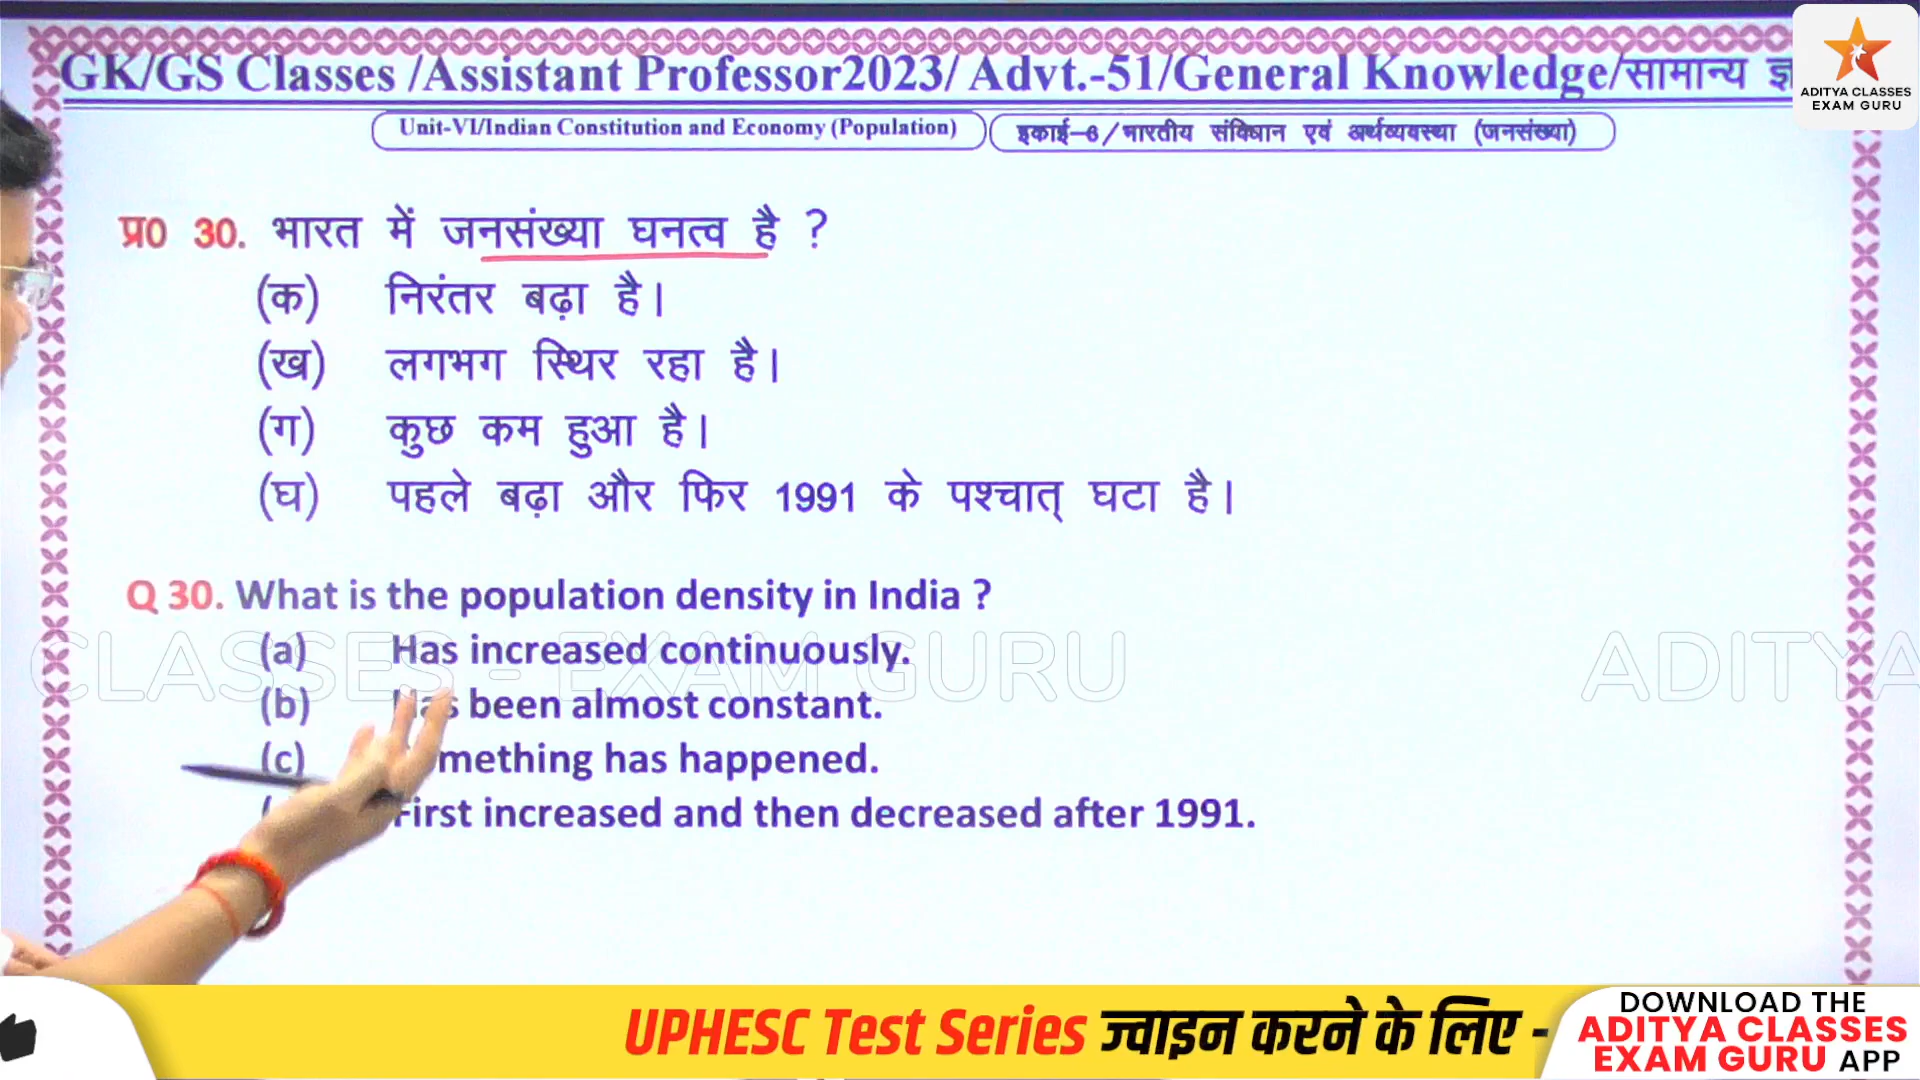 GK/GS Classes /Assistant Professor2023/ Advt.-51/General Knowledge/सामान्य
ADITYA CLASSES
EXAM GURU
Unit-VI/Indian Constitution and Economy (Population)
इकाई–6/भारतीय संविधान एवं अर्थव्यवस्था (जनसंख्या)
प्र0 30. भारत में जनसंख्या घनत्व है ?
(क) निरंतर बढ़ा है।
(ख) लगभग स्थिर रहा है।
(ग) कुछ कम हुआ है।
(घ) पहले बढ़ा और फिर 1991 के पश्चात् घटा है।
Q 30. What is the population density in India ?
(a) Has increased continuously.
CLASSES - EXAM GURU ADITYA
(b) Has been almost constant.
(c) has happened.
First increased and then decreased after 1991.
UPHESC Test Series ज्वाइन करने के लिए -
DOWNLOAD THE
ADITYA CLASSES
EXAM GURU APP